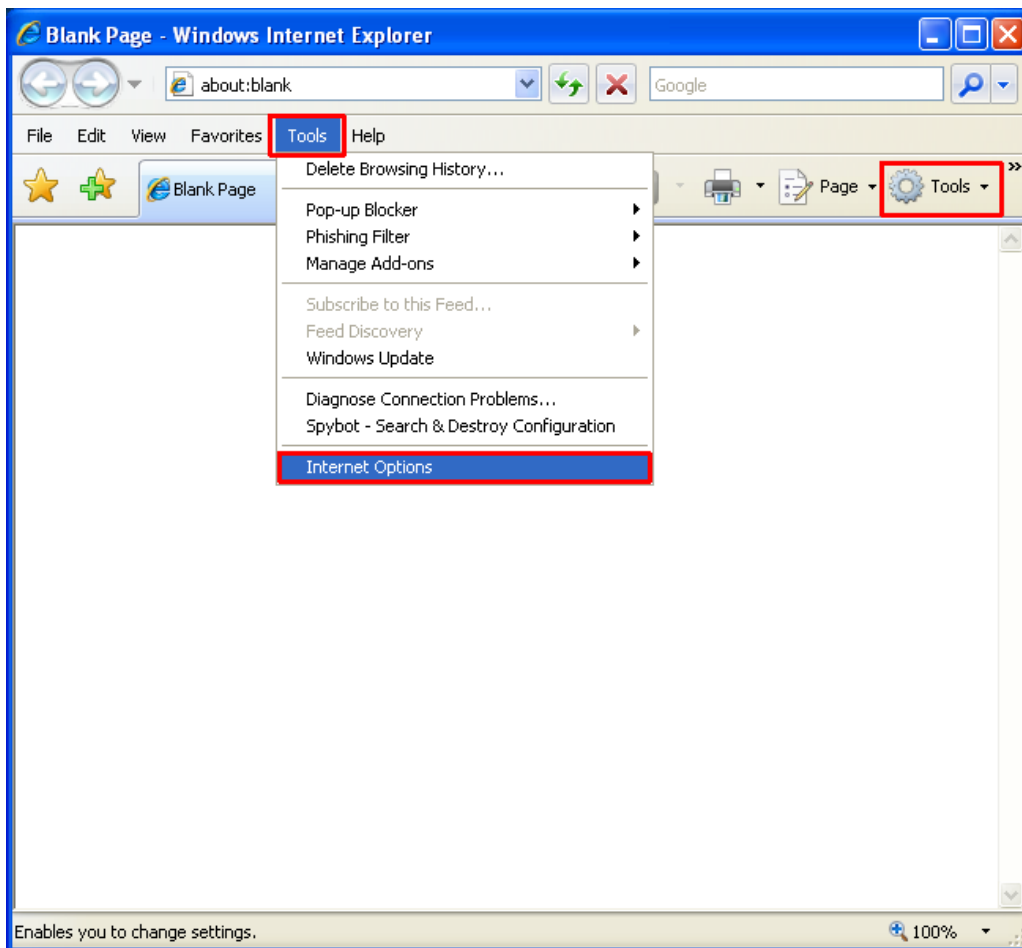 Blank Page - Windows Internet Explorer
about:blank
Google
File Edit View Favorites Tools Help
Blank Page
Page
Tools
Delete Browsing History...
Pop-up Blocker
Phishing Filter
Manage Add-ons
Subscribe to this Feed...
Feed Discovery
Windows Update
Diagnose Connection Problems...
Spybot - Search & Destroy Configuration
Internet Options
Enables you to change settings.
100%